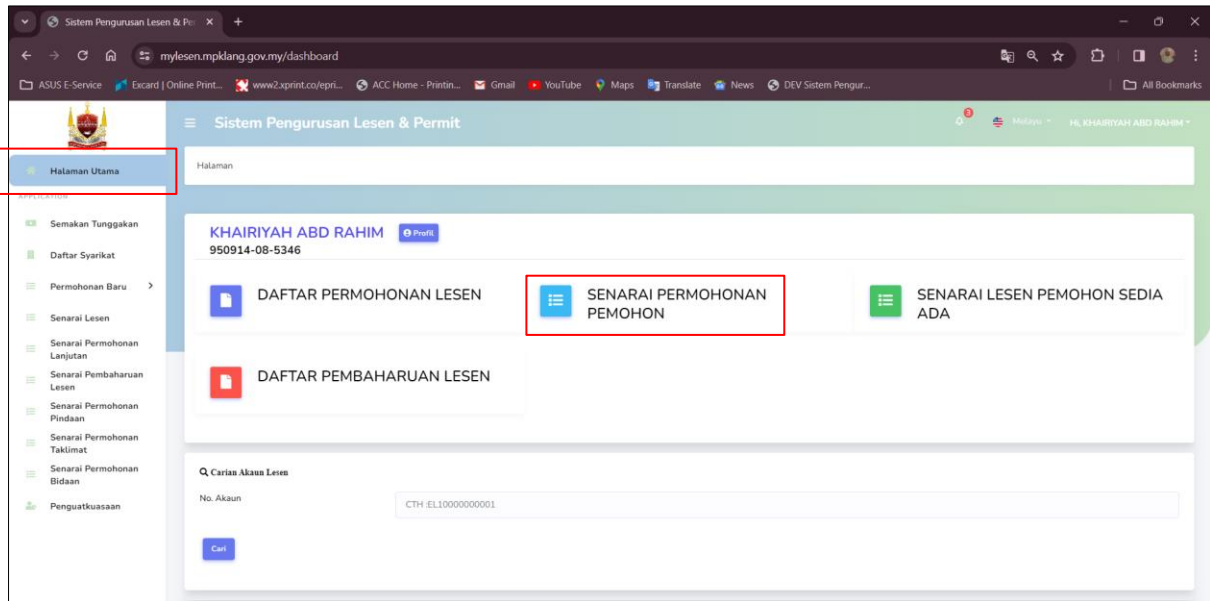 Sistem Pengurusan Lesen & Pe
mylesen.mpklang.gov.my/dashboard
ASUS E-Service
Excard | Online Print...
www2.xprint.co/epri...
ACC Home - Printin...
Gmail
YouTube
Maps
Translate
News
DEV Sistem Pengur...
All Bookmarks
Sistem Pengurusan Lesen & Permit
3
Melayu
HI, KHAIRIYAH ABD RAHIM
Halaman Utama
APPLICATION
Semakan Tunggakan
Daftar Syarikat
Permohonan Baru >
Senarai Lesen
Senarai Permohonan
Lanjutan
Senarai Pembaharuan
Lesen
Senarai Permohonan
Pindaan
Senarai Permohonan
Taklimat
Senarai Permohonan
Bidaan
Penguatkuasaan
Halaman
KHAIRIYAH ABD RAHIM
Profil
950914-08-5346
DAFTAR PERMOHONAN LESEN
SENARAI PERMOHONAN
PEMOHON
SENARAI LESEN PEMOHON SEDIA
ADA
DAFTAR PEMBAHARUAN LESEN
Carian Akaun Lesen
No. Akaun
CTH :EL10000000001
Cari